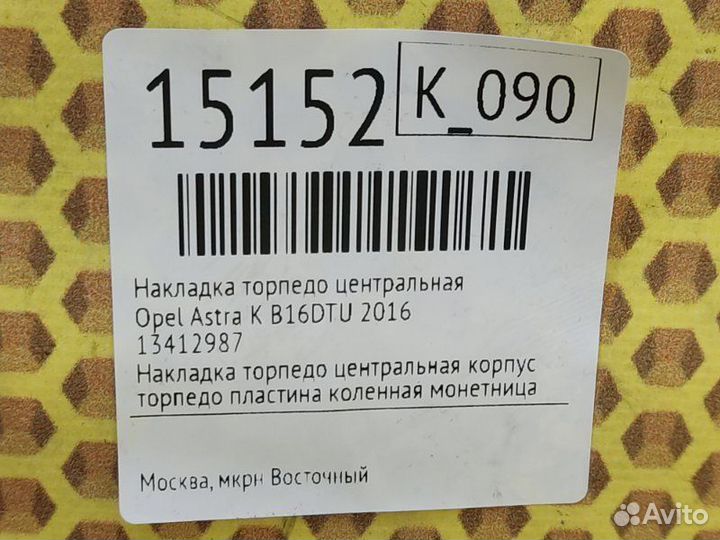 15152
K_090
Накладка торпедо центральная
Opel Astra K B16DTU 2016
13412987
Накладка торпедо центральная корпус
торпедо пластина коленная монетница
Москва, мкрн Восточный
Avito